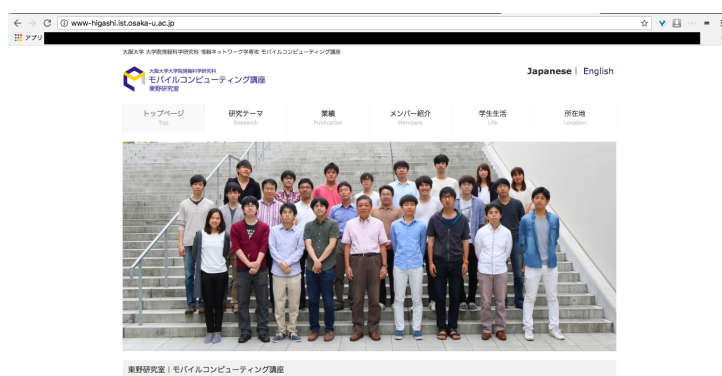 www-higashi.ist.osaka-u.ac.jp
アプリ
大阪大学 大学院情報科学研究科 情報ネットワーク学専攻 モバイルコンピューティング講座
大阪大学大学院情報科学研究科
モバイルコンピューティング講座
東野研究室
Japanese | English
トップページ 研究テーマ 業績 メンバー紹介 学生生活 所在地
Top Research Publication Members Life Location
東野研究室 | モバイルコンピューティング講座